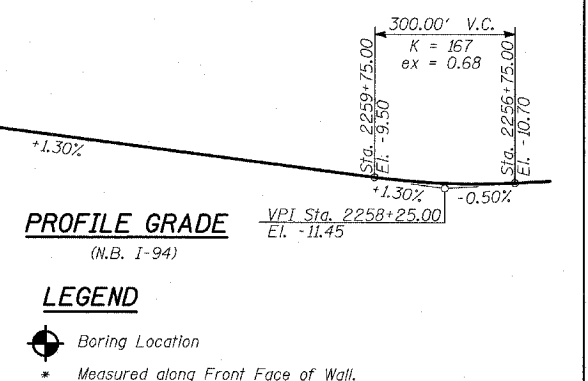 300.00' V.C.
K = 167
ex = 0.68
Sta. 2259+75.00
El. -9.50
Sta. 2256+75.00
El. -10.70
+1.30%
+1.30%
-0.50%
VPI Sta. 2258+25.00
El. -11.45
PROFILE GRADE
(N.B. I-94)
LEGEND
Boring Location
* Measured along Front Face of Wall.